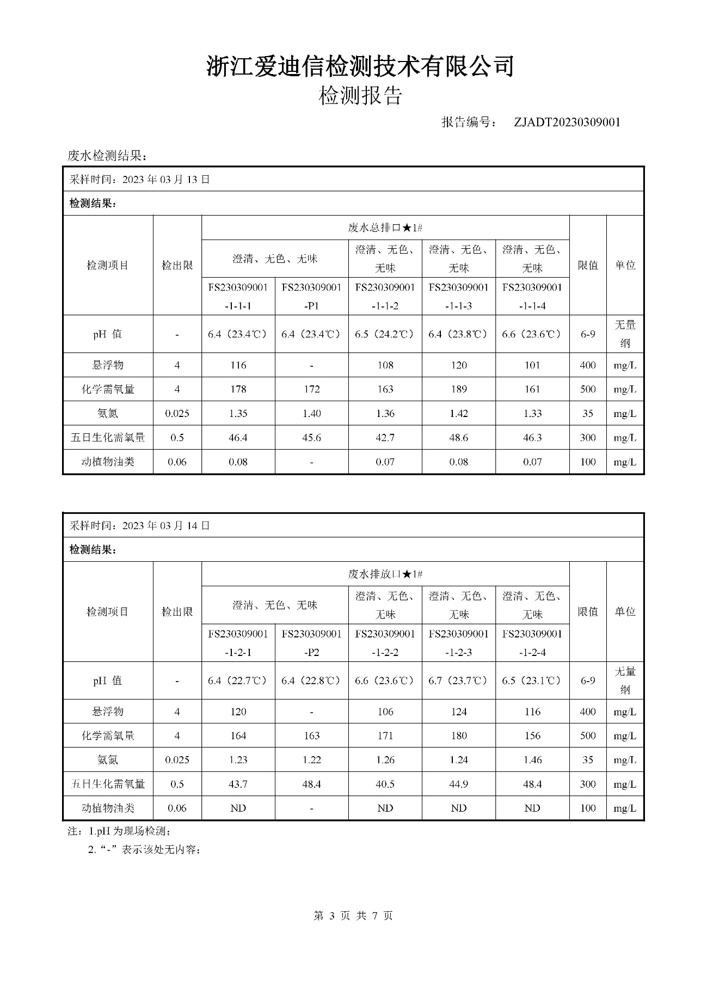 浙江爱迪信检测技术有限公司
检测报告
报告编号： ZJADT20230309001
废水检测结果：
采样时间：2023 年 03 月 13 日
检测结果：
检测项目 检出限 废水总排口★1# 限值 单位
澄清、无色、无味 澄清、无色、无味 澄清、无色、无味 澄清、无色、无味
FS230309001-1-1-1 FS230309001-P1 FS230309001-1-1-2 FS230309001-1-1-3 FS230309001-1-1-4
pH 值 - 6.4（23.4℃） 6.4（23.4℃） 6.5（24.2℃） 6.4（23.8℃） 6.6（23.6℃） 6-9 无量纲
悬浮物 4 116 - 108 120 101 400 mg/L
化学需氧量 4 178 172 163 189 161 500 mg/L
氨氮 0.025 1.35 1.40 1.36 1.42 1.33 35 mg/L
五日生化需氧量 0.5 46.4 45.6 42.7 48.6 46.3 300 mg/L
动植物油类 0.06 0.08 - 0.07 0.08 0.07 100 mg/L
采样时间：2023 年 03 月 14 日
检测结果：
检测项目 检出限 废水排放口★1# 限值 单位
澄清、无色、无味 澄清、无色、无味 澄清、无色、无味 澄清、无色、无味
FS230309001-1-2-1 FS230309001-P2 FS230309001-1-2-2 FS230309001-1-2-3 FS230309001-1-2-4
pH 值 - 6.4（22.7℃） 6.4（22.8℃） 6.6（23.6℃） 6.7（23.7℃） 6.5（23.1℃） 6-9 无量纲
悬浮物 4 120 - 106 124 116 400 mg/L
化学需氧量 4 164 163 171 180 156 500 mg/L
氨氮 0.025 1.23 1.22 1.26 1.24 1.46 35 mg/L
五日生化需氧量 0.5 43.7 48.4 40.5 44.9 48.4 300 mg/L
动植物油类 0.06 ND - ND ND ND 100 mg/L
注：1.pH 为现场检测；
2.“-”表示该处无内容；
第 3 页 共 7 页